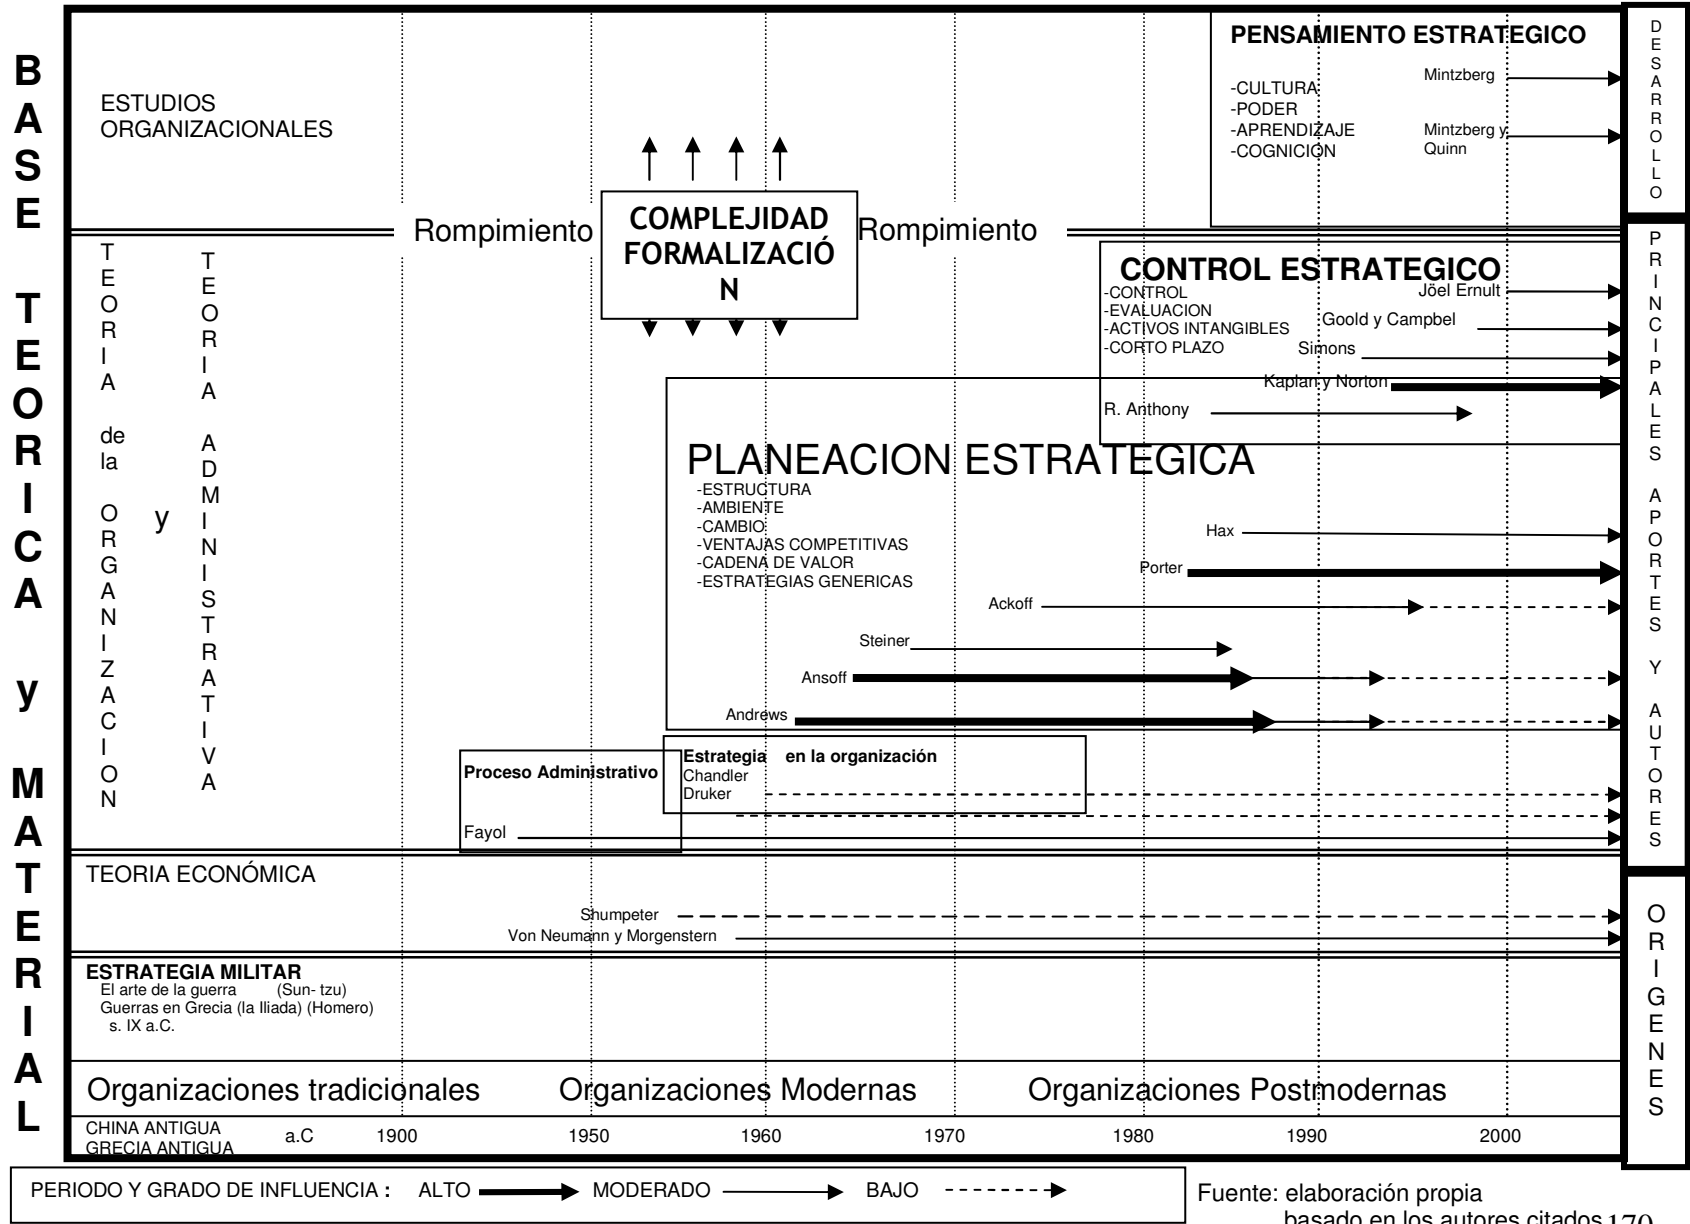 BASE TEORICA y MATERIAL
ESTUDIOS
ORGANIZACIONALES
PENSAMIENTO ESTRATEGICO
-CULTURA
-PODER
-APRENDIZAJE
-COGNICION
Mintzberg
Mintzberg y
Quinn
DESARROLLO
Rompimiento
COMPLEJIDAD
FORMALIZACIÓ
N
Rompimiento
TEORIA de la ORGANIZACION
y
TEORIA ADMINISTRATIVA
CONTROL ESTRATEGICO
-CONTROL
-EVALUACION
-ACTIVOS INTANGIBLES
-CORTO PLAZO
Jöel Ernult
Goold y Campbel
Simons
Kaplan y Norton
R. Anthony
PLANEACION ESTRATEGICA
-ESTRUCTURA
-AMBIENTE
-CAMBIO
-VENTAJAS COMPETITIVAS
-CADENA DE VALOR
-ESTRATEGIAS GENERICAS
Hax
Porter
Ackoff
Steiner
Ansoff
Andrews
Proceso Administrativo
Fayol
Estrategia en la organización
Chandler
Druker
PRINCIPALES APORTES Y AUTORES
TEORIA ECONÓMICA
Shumpeter
Von Neumann y Morgenstern
ESTRATEGIA MILITAR
El arte de la guerra (Sun- tzu)
Guerras en Grecia (la Iliada) (Homero)
s. IX a.C.
ORIGENES
Organizaciones tradicionales Organizaciones Modernas Organizaciones Postmodernas
CHINA ANTIGUA
GRECIA ANTIGUA
a.C 1900 1950 1960 1970 1980 1990 2000
PERIODO Y GRADO DE INFLUENCIA : ALTO MODERADO BAJO
Fuente: elaboración propia
basado en los autores citados 170